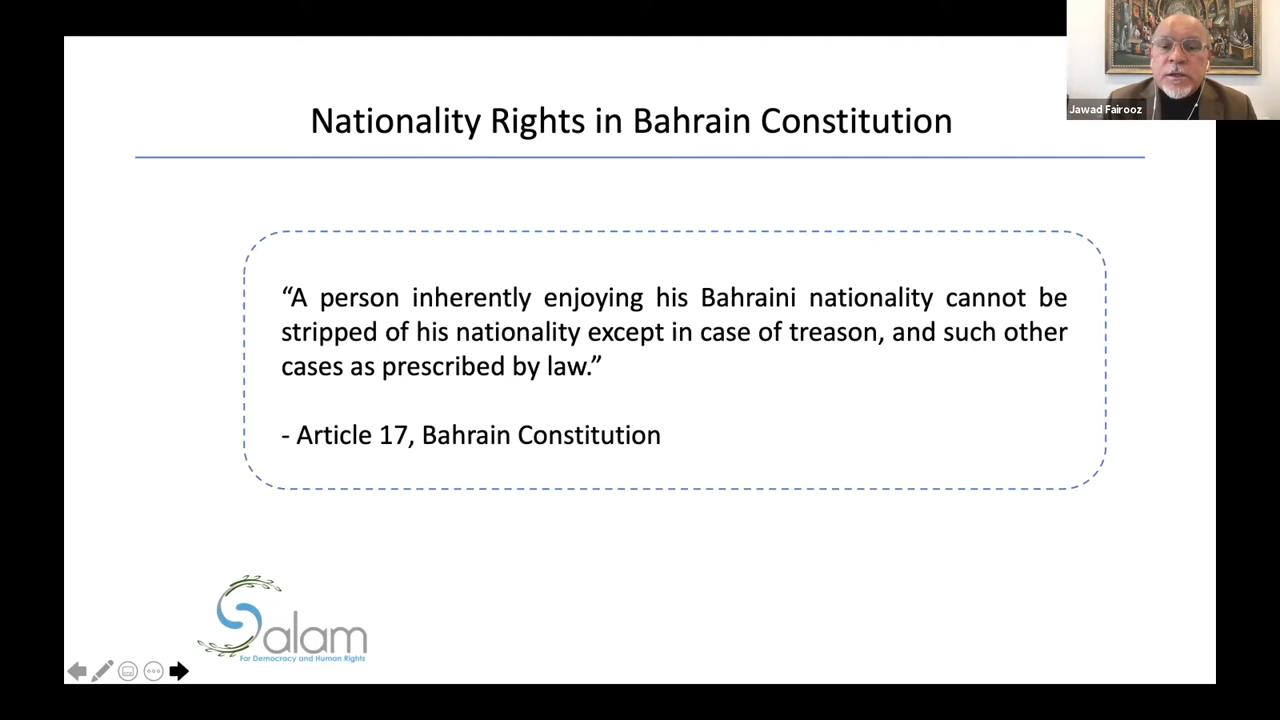 Jawad Fairooz
Nationality Rights in Bahrain Constitution
“A person inherently enjoying his Bahraini nationality cannot be
stripped of his nationality except in case of treason, and such other
cases as prescribed by law.”
- Article 17, Bahrain Constitution
Salam
For Democracy and Human Rights